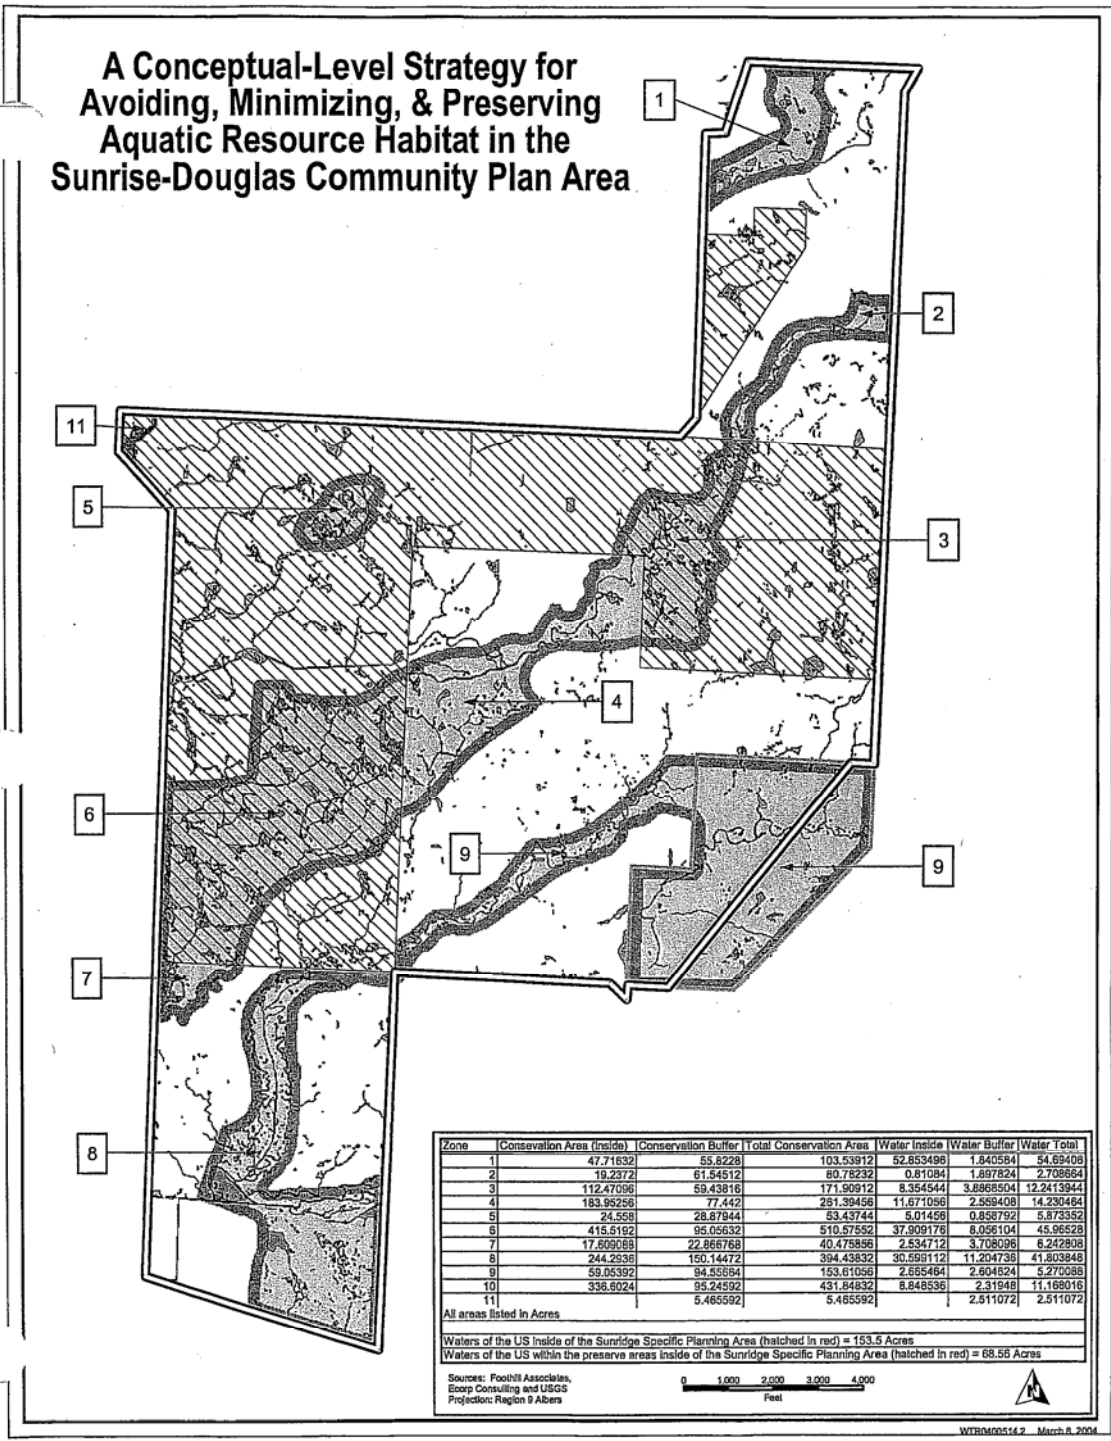 A Conceptual-Level Strategy for
Avoiding, Minimizing, & Preserving
Aquatic Resource Habitat in the
Sunrise-Douglas Community Plan Area
1
2
11
5
3
4
6
9
9
7
8
Zone Consevation Area (Inside) Conservation Buffer Total Conservation Area Water Inside Water Buffer Water Total
1 47.71632 55.8228 103.53912 52.853496 1.840584 54.69408
2 19.2372 61.54512 80.78232 0.81084 1.897824 2.708664
3 112.47096 59.43816 171.90912 8.354544 3.8868504 12.2413944
4 183.95256 77.442 261.39456 11.671056 2.559408 14.230464
5 24.558 28.87944 53.43744 5.01456 0.858792 5.873352
6 415.5192 95.05632 510.57552 37.909176 8.056104 45.96528
7 17.609088 22.866768 40.475856 2.534712 3.708096 6.242808
8 244.2936 150.14472 394.43832 30.599112 11.204736 41.803848
9 59.05392 94.55664 153.61056 2.665464 2.604624 5.270088
10 336.6024 95.24592 431.84832 8.848536 2.31948 11.168016
11 5.465592 5.465592 2.511072 2.511072
All areas listed in Acres
Waters of the US Inside of the Sunridge Specific Planning Area (hatched in red) = 153.5 Acres
Waters of the US within the preserve areas Inside of the Sunridge Specific Planning Area (hatched in red) = 68.56 Acres
Sources: Foothill Associates,
Ecorp Consulting and USGS
Projection: Region 9 Albers
0 1,000 2,000 3,000 4,000
Feet
N
WTR0400514.2 March 8, 2004